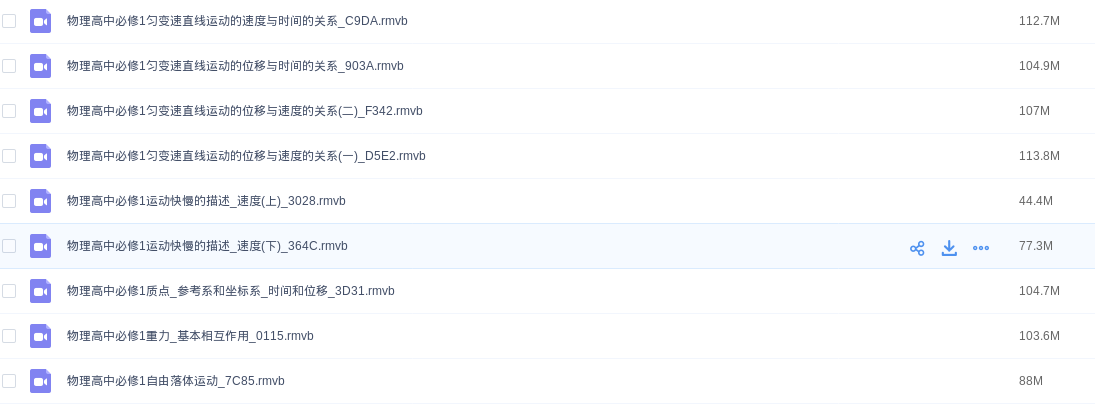 物理高中必修1匀变速直线运动的速度与时间的关系_C9DA.rmvb 112.7M
物理高中必修1匀变速直线运动的位移与时间的关系_903A.rmvb 104.9M
物理高中必修1匀变速直线运动的位移与速度的关系(二)_F342.rmvb 107M
物理高中必修1匀变速直线运动的位移与速度的关系(一)_D5E2.rmvb 113.8M
物理高中必修1运动快慢的描述_速度(上)_3028.rmvb 44.4M
物理高中必修1运动快慢的描述_速度(下)_364C.rmvb 77.3M
物理高中必修1质点_参考系和坐标系_时间和位移_3D31.rmvb 104.7M
物理高中必修1重力_基本相互作用_0115.rmvb 103.6M
物理高中必修1自由落体运动_7C85.rmvb 88M